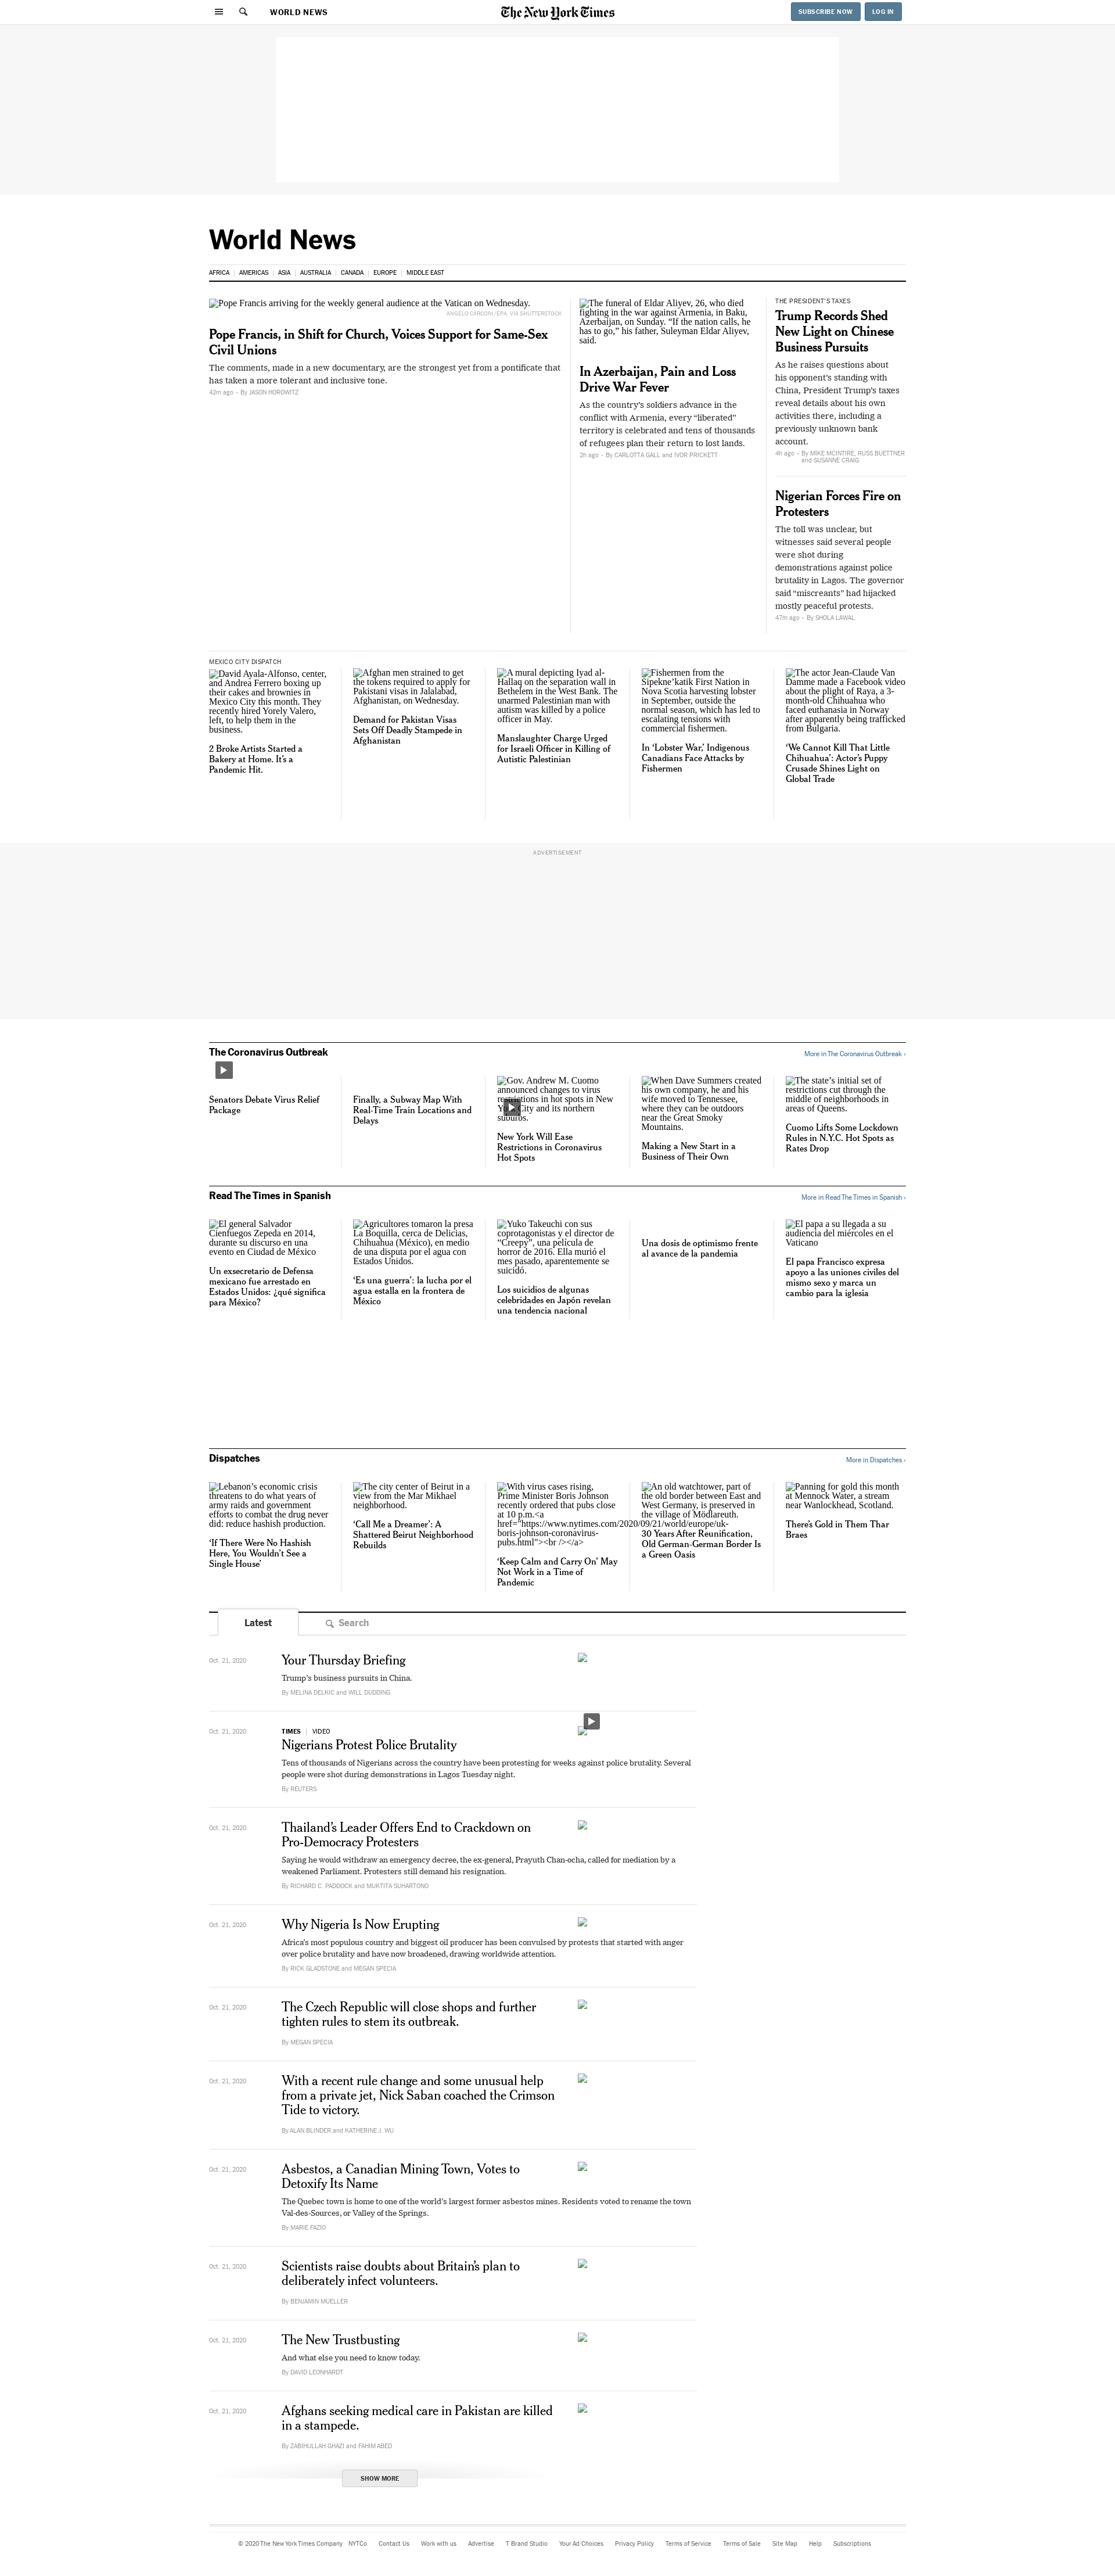 WORLD NEWS
The New York Times
SUBSCRIBE NOW
LOG IN
World News
AFRICA
AMERICAS
ASIA
AUSTRALIA
CANADA
EUROPE
MIDDLE EAST
Pope Francis arriving for the weekly general audience at the Vatican on Wednesday.
ANGELO CARCONI/EPA, VIA SHUTTERSTOCK
Pope Francis, in Shift for Church, Voices Support for Same-Sex
Civil Unions
The comments, made in a new documentary, are the strongest yet from a pontificate that
has taken a more tolerant and inclusive tone.
42m ago - By JASON HOROWITZ
The funeral of Eldar Aliyev, 26, who died
fighting in the war against Armenia, in Baku,
Azerbaijan, on Sunday. “If the nation calls, he
has to go,” his father, Suleyman Eldar Aliyev,
said.
In Azerbaijan, Pain and Loss
Drive War Fever
As the country’s soldiers advance in the
conflict with Armenia, every “liberated”
territory is celebrated and tens of thousands
of refugees plan their return to lost lands.
2h ago - By CARLOTTA GALL and IVOR PRICKETT
THE PRESIDENT'S TAXES
Trump Records Shed
New Light on Chinese
Business Pursuits
As he raises questions about
his opponent’s standing with
China, President Trump’s taxes
reveal details about his own
activities there, including a
previously unknown bank
account.
4h ago - By MIKE MCINTIRE, RUSS BUETTNER
and SUSANNE CRAIG
Nigerian Forces Fire on
Protesters
The toll was unclear, but
witnesses said several people
were shot during
demonstrations against police
brutality in Lagos. The governor
said “miscreants” had hijacked
mostly peaceful protests.
47m ago - By SHOLA LAWAL
MEXICO CITY DISPATCH
David Ayala-Alfonso, center,
and Andrea Ferrero boxing up
their cakes and brownies in
Mexico City this month. They
recently hired Yorely Valero,
left, to help them in the
business.
2 Broke Artists Started a
Bakery at Home. It’s a
Pandemic Hit.
Afghan men strained to get
the tokens required to apply for
Pakistani visas in Jalalabad,
Afghanistan, on Wednesday.
Demand for Pakistan Visas
Sets Off Deadly Stampede in
Afghanistan
A mural depicting Iyad al-
Hallaq on the separation wall in
Bethelem in the West Bank. The
unarmed Palestinian man with
autism was killed by a police
officer in May.
Manslaughter Charge Urged
for Israeli Officer in Killing of
Autistic Palestinian
Fishermen from the
Sipekne’katik First Nation in
Nova Scotia harvesting lobster
in September, outside the
normal season, which has led to
escalating tensions with
commercial fishermen.
In ‘Lobster War,’ Indigenous
Canadians Face Attacks by
Fishermen
The actor Jean-Claude Van
Damme made a Facebook video
about the plight of Raya, a 3-
month-old Chihuahua who
faced euthanasia in Norway
after apparently being trafficked
from Bulgaria.
‘We Cannot Kill That Little
Chihuahua’: Actor’s Puppy
Crusade Shines Light on
Global Trade
ADVERTISEMENT
The Coronavirus Outbreak
More in The Coronavirus Outbreak ›
Senators Debate Virus Relief
Package
Finally, a Subway Map With
Real-Time Train Locations and
Delays
Gov. Andrew M. Cuomo
announced changes to virus
restrictions in hot spots in New
York City and its northern
suburbs.
New York Will Ease
Restrictions in Coronavirus
Hot Spots
When Dave Summers created
his own company, he and his
wife moved to Tennessee,
where they can be outdoors
near the Great Smoky
Mountains.
Making a New Start in a
Business of Their Own
The state’s initial set of
restrictions cut through the
middle of neighborhoods in
areas of Queens.
Cuomo Lifts Some Lockdown
Rules in N.Y.C. Hot Spots as
Rates Drop
Read The Times in Spanish
More in Read The Times in Spanish ›
El general Salvador
Cienfuegos Zepeda en 2014,
durante su discurso en una
evento en Ciudad de México
Un exsecretario de Defensa
mexicano fue arrestado en
Estados Unidos: ¿qué significa
para México?
Agricultores tomaron la presa
La Boquilla, cerca de Delicias,
Chihuahua (México), en medio
de una disputa por el agua con
Estados Unidos.
‘Es una guerra’: la lucha por el
agua estalla en la frontera de
México
Yuko Takeuchi con sus
coprotagonistas y el director de
“Creepy”, una película de
horror de 2016. Ella murió el
mes pasado, aparentemente se
suicidó.
Los suicidios de algunas
celebridades en Japón revelan
una tendencia nacional
Una dosis de optimismo frente
al avance de la pandemia
El papa a su llegada a su
audiencia del miércoles en el
Vaticano
El papa Francisco expresa
apoyo a las uniones civiles del
mismo sexo y marca un
cambio para la iglesia
Dispatches
More in Dispatches ›
Lebanon’s economic crisis
threatens to do what years of
army raids and government
efforts to combat the drug never
did: reduce hashish production.
‘If There Were No Hashish
Here, You Wouldn’t See a
Single House’
The city center of Beirut in a
view from the Mar Mikhael
neighborhood.
‘Call Me a Dreamer’: A
Shattered Beirut Neighborhood
Rebuilds
With virus cases rising,
Prime Minister Boris Johnson
recently ordered that pubs close
at 10 p.m.<a
href="https://www.nytimes.com/2020/09/21/world/europe/uk-
boris-johnson-coronavirus-
pubs.html"><br /></a>
‘Keep Calm and Carry On’ May
Not Work in a Time of
Pandemic
An old watchtower, part of
the old border between East and
West Germany, is preserved in
the village of Mödlareuth.
30 Years After Reunification,
Old German-German Border Is
a Green Oasis
Panning for gold this month
at Mennock Water, a stream
near Wanlockhead, Scotland.
There’s Gold in Them Thar
Braes
Latest
Search
Oct. 21, 2020
Your Thursday Briefing
Trump’s business pursuits in China.
By MELINA DELKIC and WILL DUDDING
Oct. 21, 2020
TIMES | VIDEO
Nigerians Protest Police Brutality
Tens of thousands of Nigerians across the country have been protesting for weeks against police brutality. Several
people were shot during demonstrations in Lagos Tuesday night.
By REUTERS
Oct. 21, 2020
Thailand’s Leader Offers End to Crackdown on
Pro-Democracy Protesters
Saying he would withdraw an emergency decree, the ex-general, Prayuth Chan-ocha, called for mediation by a
weakened Parliament. Protesters still demand his resignation.
By RICHARD C. PADDOCK and MUKTITA SUHARTONO
Oct. 21, 2020
Why Nigeria Is Now Erupting
Africa’s most populous country and biggest oil producer has been convulsed by protests that started with anger
over police brutality and have now broadened, drawing worldwide attention.
By RICK GLADSTONE and MEGAN SPECIA
Oct. 21, 2020
The Czech Republic will close shops and further
tighten rules to stem its outbreak.
By MEGAN SPECIA
Oct. 21, 2020
With a recent rule change and some unusual help
from a private jet, Nick Saban coached the Crimson
Tide to victory.
By ALAN BLINDER and KATHERINE J. WU
Oct. 21, 2020
Asbestos, a Canadian Mining Town, Votes to
Detoxify Its Name
The Quebec town is home to one of the world’s largest former asbestos mines. Residents voted to rename the town
Val-des-Sources, or Valley of the Springs.
By MARIE FAZIO
Oct. 21, 2020
Scientists raise doubts about Britain’s plan to
deliberately infect volunteers.
By BENJAMIN MUELLER
Oct. 21, 2020
The New Trustbusting
And what else you need to know today.
By DAVID LEONHARDT
Oct. 21, 2020
Afghans seeking medical care in Pakistan are killed
in a stampede.
By ZABIHULLAH GHAZI and FAHIM ABED
SHOW MORE
© 2020 The New York Times Company
NYTCo
Contact Us
Work with us
Advertise
T Brand Studio
Your Ad Choices
Privacy Policy
Terms of Service
Terms of Sale
Site Map
Help
Subscriptions